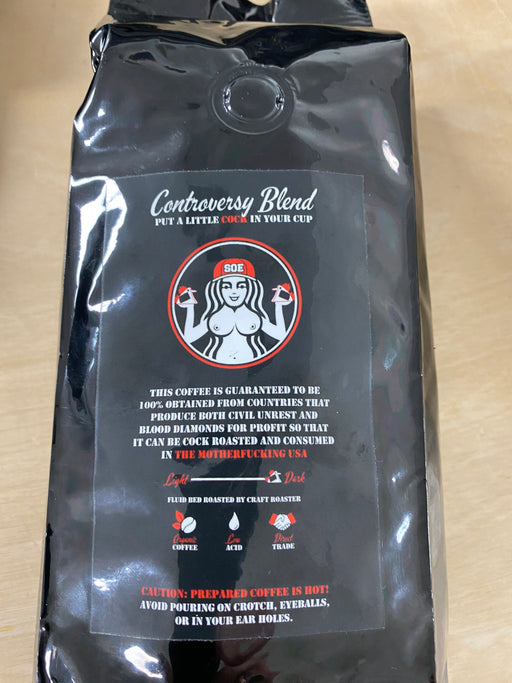 Controversy Blend
PUT A LITTLE COCK IN YOUR CUP
SOE
THIS COFFEE IS GUARANTEED TO BE
100% OBTAINED FROM COUNTRIES THAT
PRODUCE BOTH CIVIL UNREST AND
BLOOD DIAMONDS FOR PROFIT SO THAT
IT CAN BE COCK ROASTED AND CONSUMED
IN THE MOTHERFUCKING USA
Light Dark
FLUID BED ROASTED BY CRAFT ROASTER
Organic Low Direct
COFFEE ACID TRADE
CAUTION: PREPARED COFFEE IS HOT!
AVOID POURING ON CROTCH, EYEBALLS,
OR IN YOUR EAR HOLES.